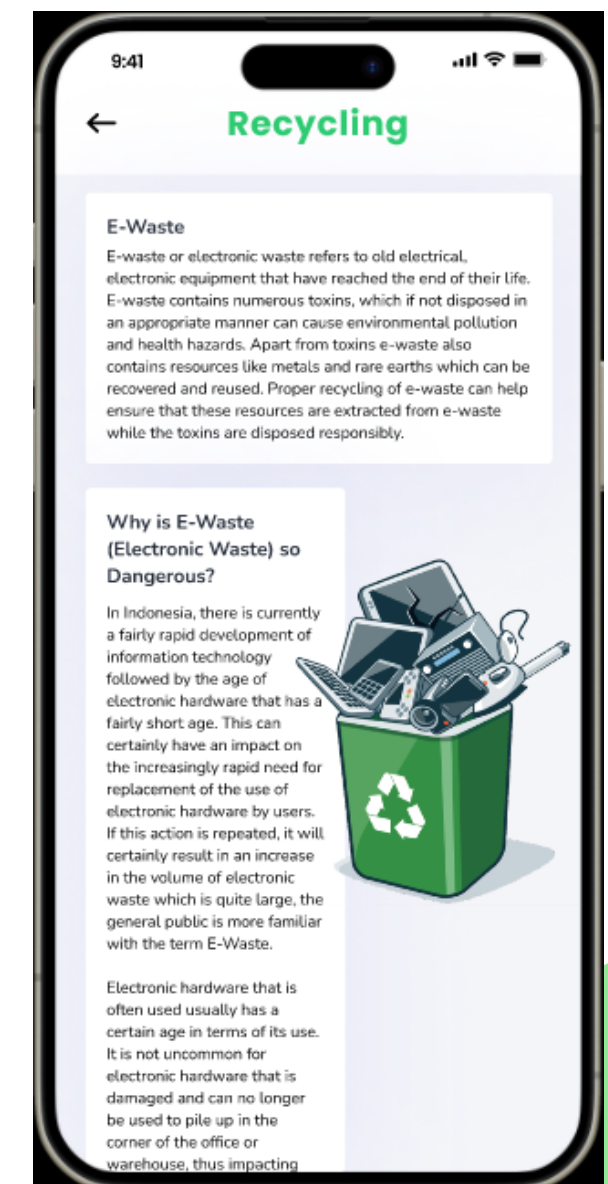 9:41
Recycling
E-Waste
E-waste or electronic waste refers to old electrical,
electronic equipment that have reached the end of their life.
E-waste contains numerous toxins, which if not disposed in
an appropriate manner can cause environmental pollution
and health hazards. Apart from toxins e-waste also
contains resources like metals and rare earths which can be
recovered and reused. Proper recycling of e-waste can help
ensure that these resources are extracted from e-waste
while the toxins are disposed responsibly.
Why is E-Waste
(Electronic Waste) so
Dangerous?
In Indonesia, there is currently
a fairly rapid development of
information technology
followed by the age of
electronic hardware that has a
fairly short age. This can
certainly have an impact on
the increasingly rapid need for
replacement of the use of
electronic hardware by users.
If this action is repeated, it will
certainly result in an increase
in the volume of electronic
waste which is quite large, the
general public is more familiar
with the term E-Waste.
Electronic hardware that is
often used usually has a
certain age in terms of its use.
It is not uncommon for
electronic hardware that is
damaged and can no longer
be used to pile up in the
corner of the office or
warehouse, thus impacting